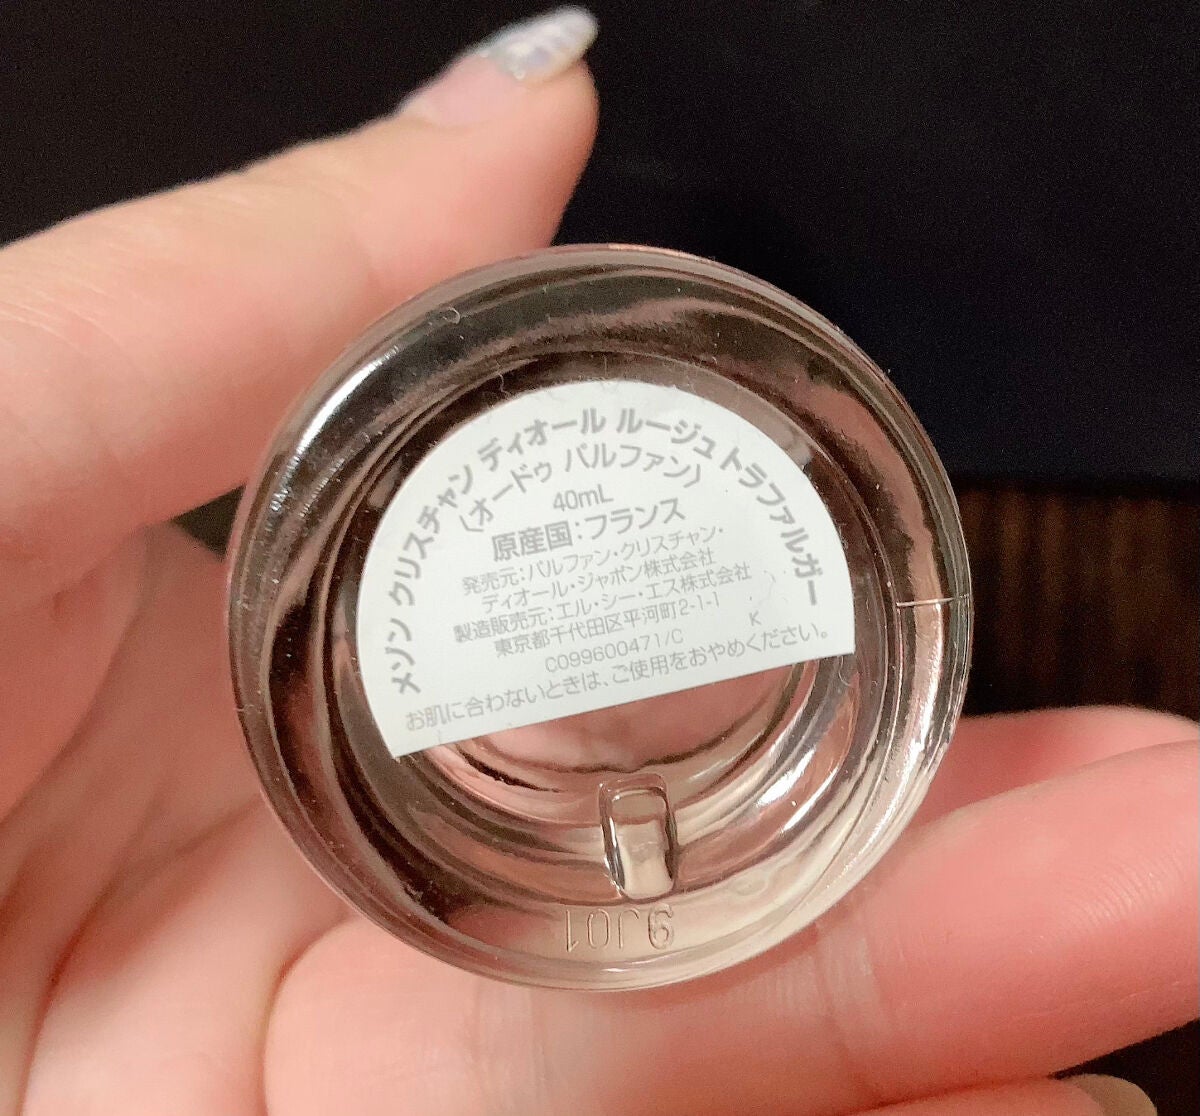 メゾン クリスチャン ディオール ルージュ トラファルガー
(オードゥ パルファン)
40mL
原産国:フランス
発売元:パルファン・クリスチャン・
ディオール・ジャポン株式会社
製造販売元:エル・シー・エス株式会社
東京都千代田区平河町2-1-1
C099600471/C K
お肌に合わないときは、ご使用をおやめください。
9J01